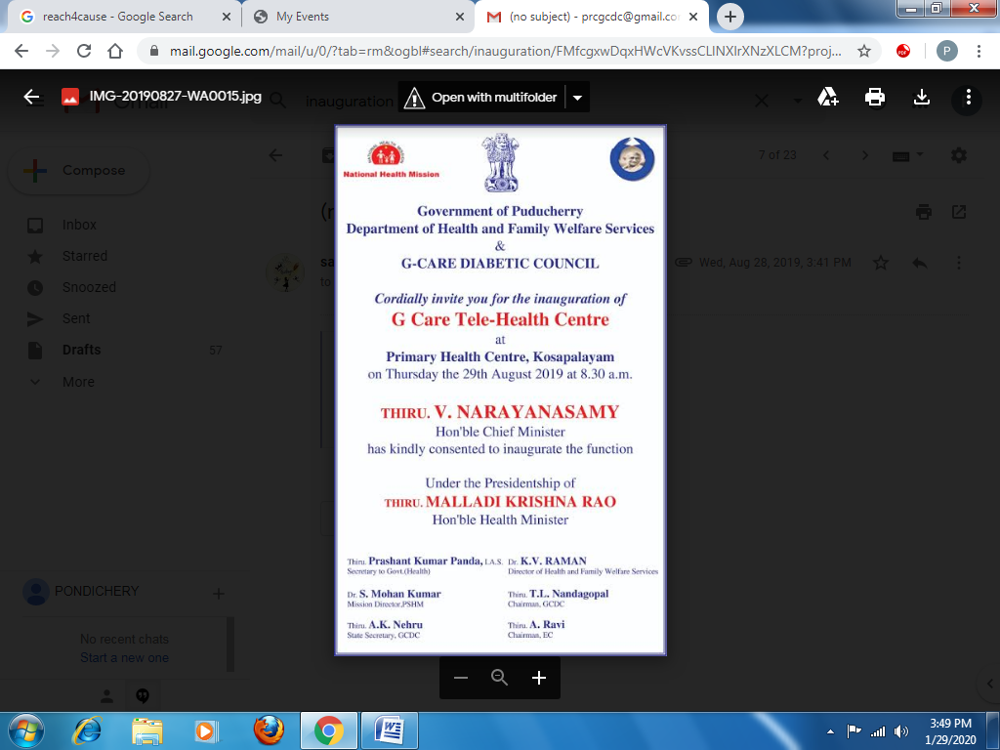 reach4cause - Google Search
My Events
(no subject) - prcgcdc@gmail.co
mail.google.com/mail/u/0/?tab=rm&ogbl#search/inauguration/FMfcgxwDqxHWcVKvssCLlNXlrXNzXLCM?proj...
P
IMG-20190827-WA0015.jpg
inauguration
Open with multifolder
Compose
7 of 23
Inbox
Starred
Snoozed
Sent
Drafts 57
More
Wed, Aug 28, 2019, 3:41 PM
NATIONAL HEALTH MISSION
National Health Mission
Government of Puducherry
Department of Health and Family Welfare Services
&
G-CARE DIABETIC COUNCIL
Cordially invite you for the inauguration of
G Care Tele-Health Centre
at
Primary Health Centre, Kosapalayam
on Thursday the 29th August 2019 at 8.30 a.m.
THIRU. V. NARAYANASAMY
Hon'ble Chief Minister
has kindly consented to inaugurate the function
Under the Presidentship of
THIRU. MALLADI KRISHNA RAO
Hon'ble Health Minister
Thiru. Prashant Kumar Panda, I.A.S.
Secretary to Govt.(Health)
Dr. K.V. RAMAN
Director of Health and Family Welfare Services
Dr. S. Mohan Kumar
Mission Director,PSHM
Thiru. T.L. Nandagopal
Chairman, GCDC
Thiru. A.K. Nehru
State Secretary, GCDC
Thiru. A. Ravi
Chairman, EC
PONDICHERY
No recent chats
Start a new one
3:49 PM
1/29/2020